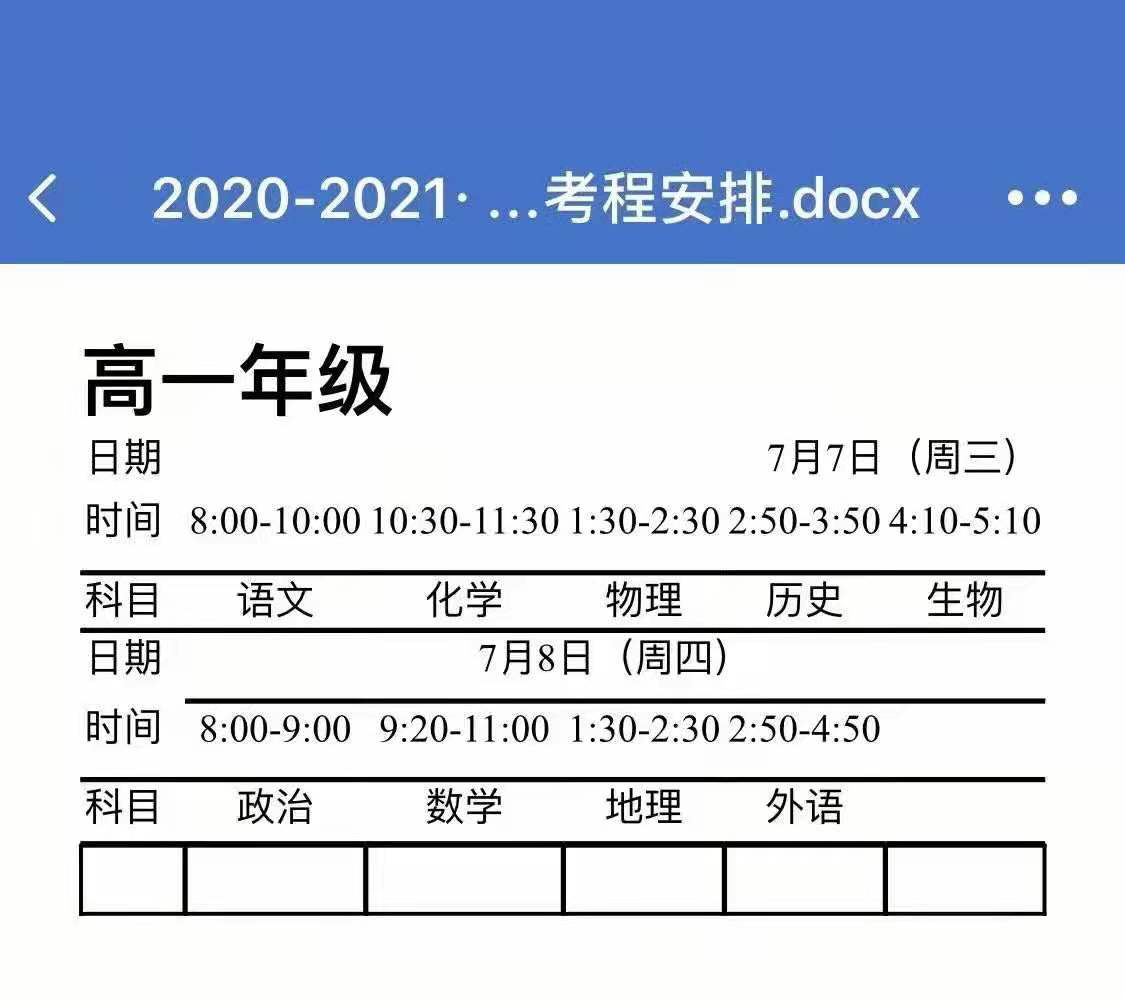 2020-2021· ...考程安排.docx
高一年级
日期 7月7日（周三）
时间 8:00-10:00 10:30-11:30 1:30-2:30 2:50-3:50 4:10-5:10
科目 语文 化学 物理 历史 生物
日期 7月8日（周四）
时间 8:00-9:00 9:20-11:00 1:30-2:30 2:50-4:50
科目 政治 数学 地理 外语